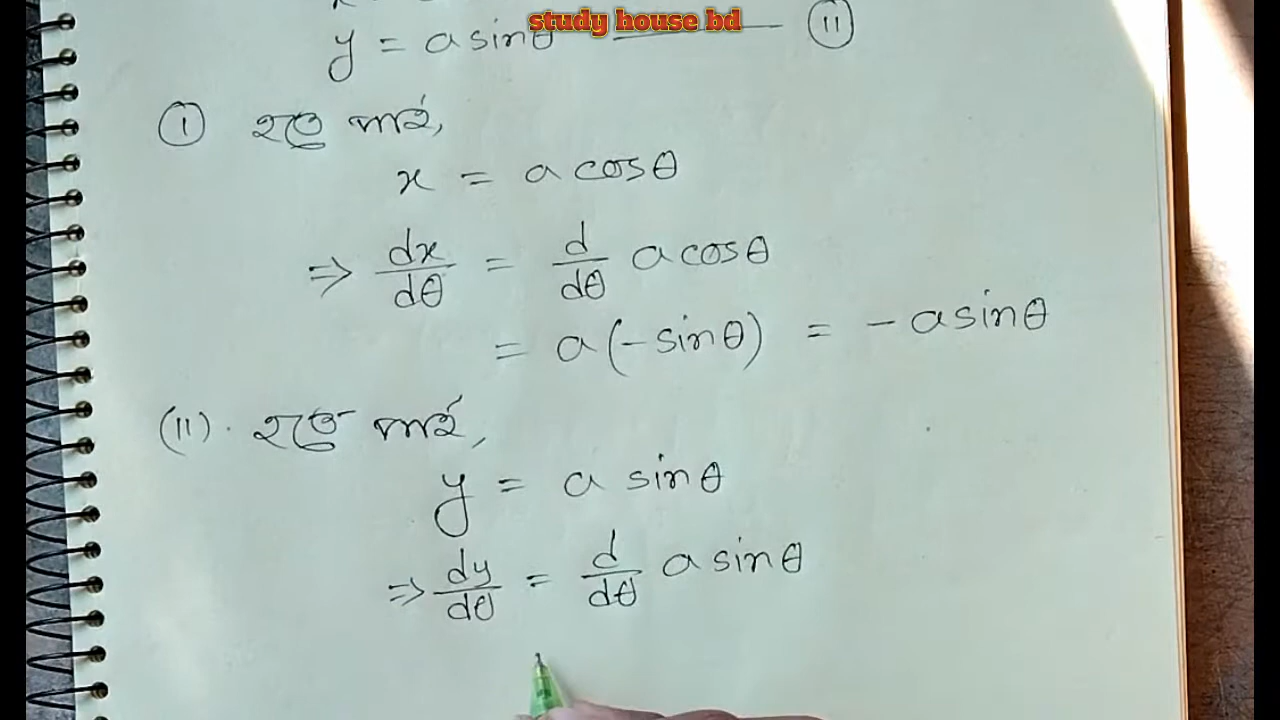 study house bd
y = a sinθ ——— (ii)
(i) হতে পাই,
x = a cosθ
⇒ dx/dθ = d/dθ a cosθ
= a(-sinθ) = -a sinθ
(ii). হতে পাই,
y = a sinθ
⇒ dy/dθ = d/dθ a sinθ